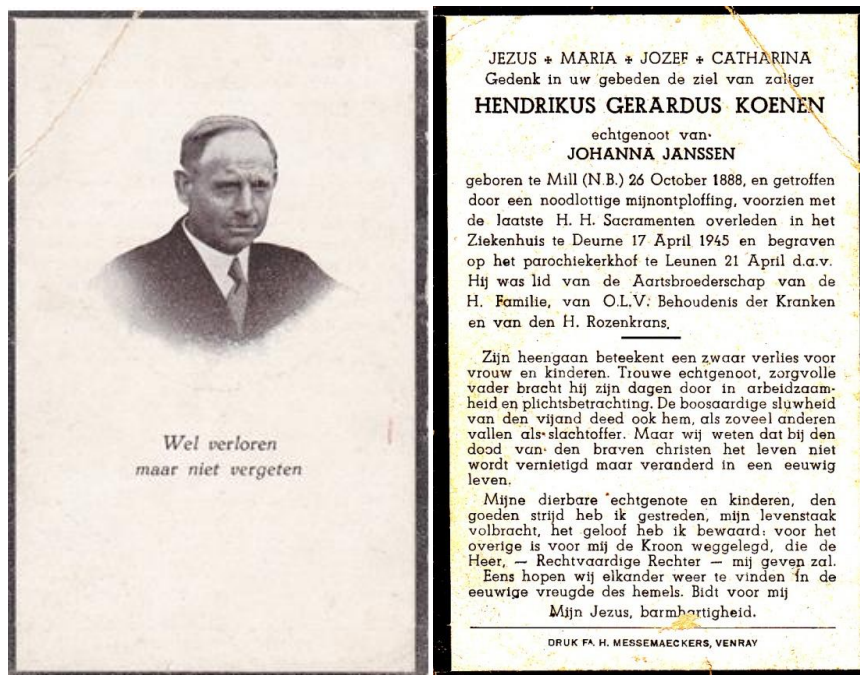 Wel verloren
maar niet vergeten
JEZUS + MARIA + JOZEF + CATHARINA
Gedenk in uw gebeden de ziel van zaliger
HENDRIKUS GERARDUS KOENEN
echtgenoot van
JOHANNA JANSSEN
geboren te Mill (N.B.) 26 October 1888, en getroffen
door een noodlottige mijnontploffing, voorzien met
de laatste H. H. Sacramenten overleden in het
Ziekenhuis te Deurne 17 April 1945 en begraven
op het parochiekerkhof te Leunen 21 April d.a.v.
Hij was lid van de Aartsbroederschap van de
H. Familie, van O.L.V. Behoudenis der Kranken
en van den H. Rozenkrans.
Zijn heengaan beteekent een zwaar verlies voor
vrouw en kinderen. Trouwe echtgenoot, zorgvolle
vader bracht hij zijn dagen door in arbeidzaam-
heid en plichtsbetrachting. De boosaardige sluwheid
van den vijand deed ook hem, als zoveel anderen
vallen als slachtoffer. Maar wij weten dat bij den
dood van den braven christen het leven niet
wordt vernietigd maar veranderd in een eeuwig
leven.
Mijne dierbare echtgenote en kinderen, den
goeden strijd heb ik gestreden, mijn levenstaak
volbracht, het geloof heb ik bewaard: voor het
overige is voor mij de Kroon weggelegd, die de
Heer, — Rechtvaardige Rechter — mij geven zal.
Eens hopen wij elkander weer te vinden in de
eeuwige vreugde des hemels. Bidt voor mij
Mijn Jezus, barmhartigheid.
DRUK FA. H. MESSEMAECKERS, VENRAY